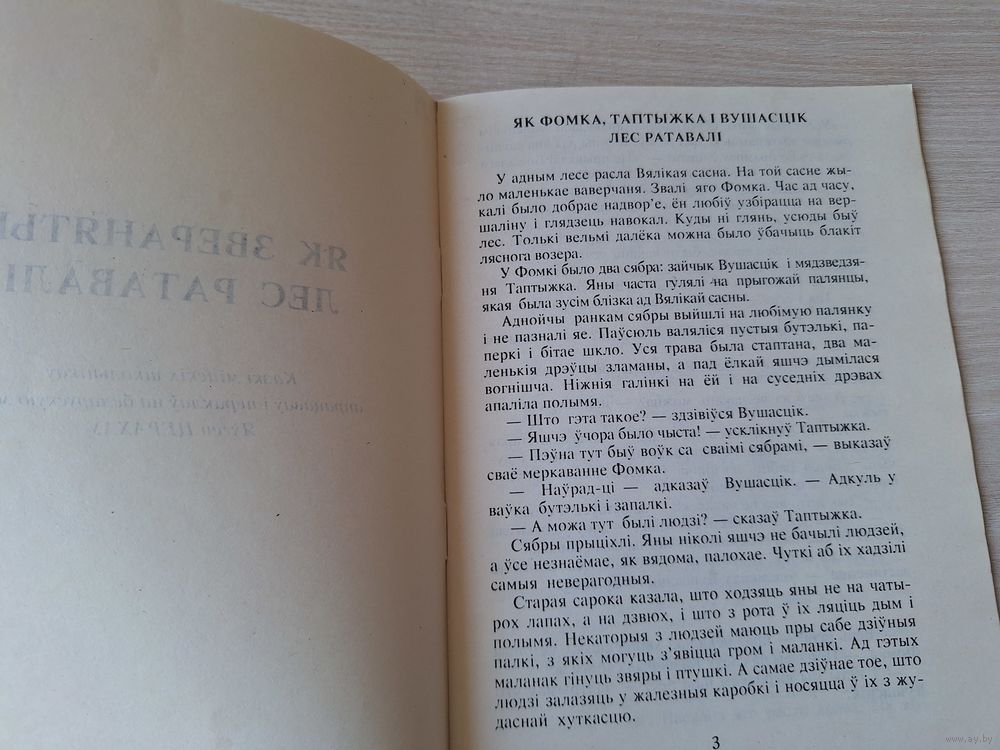 ЯК ФОМКА, ТАПТЫЖКА І ВУШАСЦІК
ЛЕС РАТАВАЛІ
У адным лесе расла Вялікая сасна. На той сасне жы-
ло маленькае ваверчаня. Звалі яго Фомка. Час ад часу,
калі было добрае надвор'е, ён любіў узбірацца на вер-
шаліну і глядзець навокал. Куды ні глянь, усюды быў
лес. Толькі вельмі далёка можна было ўбачыць блакіт
ляснога возера.
У Фомкі было два сябра: зайчык Вушасцік і мядзведзя-
ня Таптыжка. Яны часта гулялі на прыгожай палянцы,
якая была зусім блізка ад Вялікай сасны.
Аднойчы ранкам сябры выйшлі на любімую палянку
і не пазналі яе. Паўсюль валяліся пустыя бутэлькі, па-
перкі і бітае шкло. Уся трава была стаптана, два ма-
ленькія дрэўцы зламаны, а пад ёлкай яшчэ дымілася
вогнішча. Ніжнія галінкі на ёй і на суседніх дрэвах
апаліла полымя.
— Што гэта такое? — здзівіўся Вушасцік.
— Яшчэ ўчора было чыста! — усклікнуў Таптыжка.
— Пэўна тут быў воўк са сваімі сябрамі, — выказаў
сваё меркаванне Фомка.
— Наўрад-ці — адказаў Вушасцік. — Адкуль у
ваўка бутэлькі і запалкі.
— А можа тут былі людзі? — сказаў Таптыжка.
Сябры прыціхлі. Яны ніколі яшчэ не бачылі людзей,
а ўсе незнаёмае, як вядома, палохае. Чуткі аб іх хадзілі
самыя неверагодныя.
Старая сарока казала, што ходзяць яны не на чаты-
рох лапах, а на дзвюх, і што з рота ў іх ляціць дым і
полымя. Некаторыя з людзей маюць пры сабе дзіўныя
палкі, з якіх могуць з'явіцца гром і маланкі. Ад гэтых
маланак гінуць звяры і птушкі. А самае дзіўнае тое, што
людзі залазяць у жалезныя каробкі і носяцца ў іх з жу-
даснай хуткасцю.
3
www.ay.by
ЯК ЗВЕРАНЯТЫ
ЛЕС РАТАВАЛІ